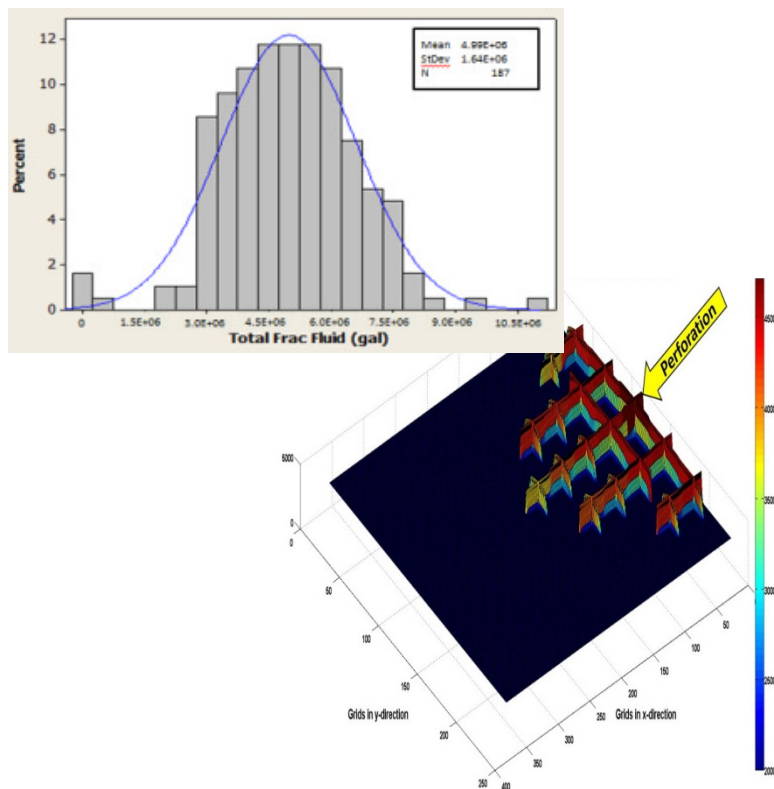 12
10
8
6
4
2
0
Percent
Mean 4.99E+06
StDev 1.64E+06
N 187
0 1.5E+06 3.0E+06 4.5E+06 6.0E+06 7.5E+06 9.0E+06 10.5E+06
Total Frac Fluid (gal)
Perforation
5000
0
0
50
100
150
200
250
Grids in y-direction
400
350
300
250
200
150
100
50
Grids in x-direction